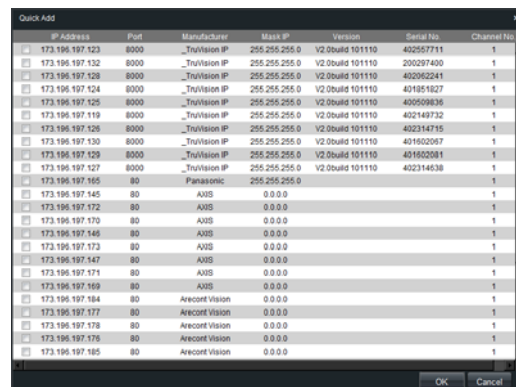 Quick Add
IP Address Port Manufacturer Mask IP Version Serial No. Channel No.
173.196.197.123 8000 _TruVision IP 255.255.255.0 V2.0build 101110 402557711 1
173.196.197.132 8000 _TruVision IP 255.255.255.0 V2.0build 101110 200297400 1
173.196.197.128 8000 _TruVision IP 255.255.255.0 V2.0build 101110 402062241 1
173.196.197.124 8000 _TruVision IP 255.255.255.0 V2.0build 101110 401851827 1
173.196.197.125 8000 _TruVision IP 255.255.255.0 V2.0build 101110 400509836 1
173.196.197.119 8000 _TruVision IP 255.255.255.0 V2.0build 101110 402149732 1
173.196.197.126 8000 _TruVision IP 255.255.255.0 V2.0build 101110 402314715 1
173.196.197.130 8000 _TruVision IP 255.255.255.0 V2.0build 101110 401602067 1
173.196.197.129 8000 _TruVision IP 255.255.255.0 V2.0build 101110 401602081 1
173.196.197.127 8000 _TruVision IP 255.255.255.0 V2.0build 101110 402314638 1
173.196.197.165 80 Panasonic 255.255.255.0 1
173.196.197.145 80 AXIS 0.0.0.0 1
173.196.197.172 80 AXIS 0.0.0.0 1
173.196.197.170 80 AXIS 0.0.0.0 1
173.196.197.146 80 AXIS 0.0.0.0 1
173.196.197.173 80 AXIS 0.0.0.0 1
173.196.197.147 80 AXIS 0.0.0.0 1
173.196.197.171 80 AXIS 0.0.0.0 1
173.196.197.169 80 AXIS 0.0.0.0 1
173.196.197.184 80 Arecont Vision 0.0.0.0 1
173.196.197.177 80 Arecont Vision 0.0.0.0 1
173.196.197.178 80 Arecont Vision 0.0.0.0 1
173.196.197.176 80 Arecont Vision 0.0.0.0 1
173.196.197.185 80 Arecont Vision 0.0.0.0 1
OK Cancel